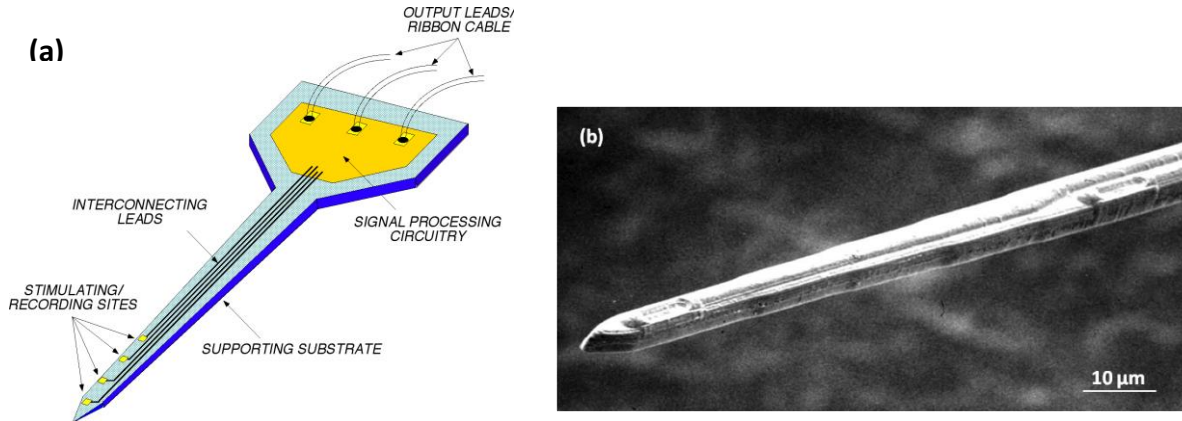 (a)
OUTPUT LEADS/
RIBBON CABLE
INTERCONNECTING
LEADS
SIGNAL PROCESSING
CIRCUITRY
STIMULATING/
RECORDING SITES
SUPPORTING SUBSTRATE
(b)
10 µm